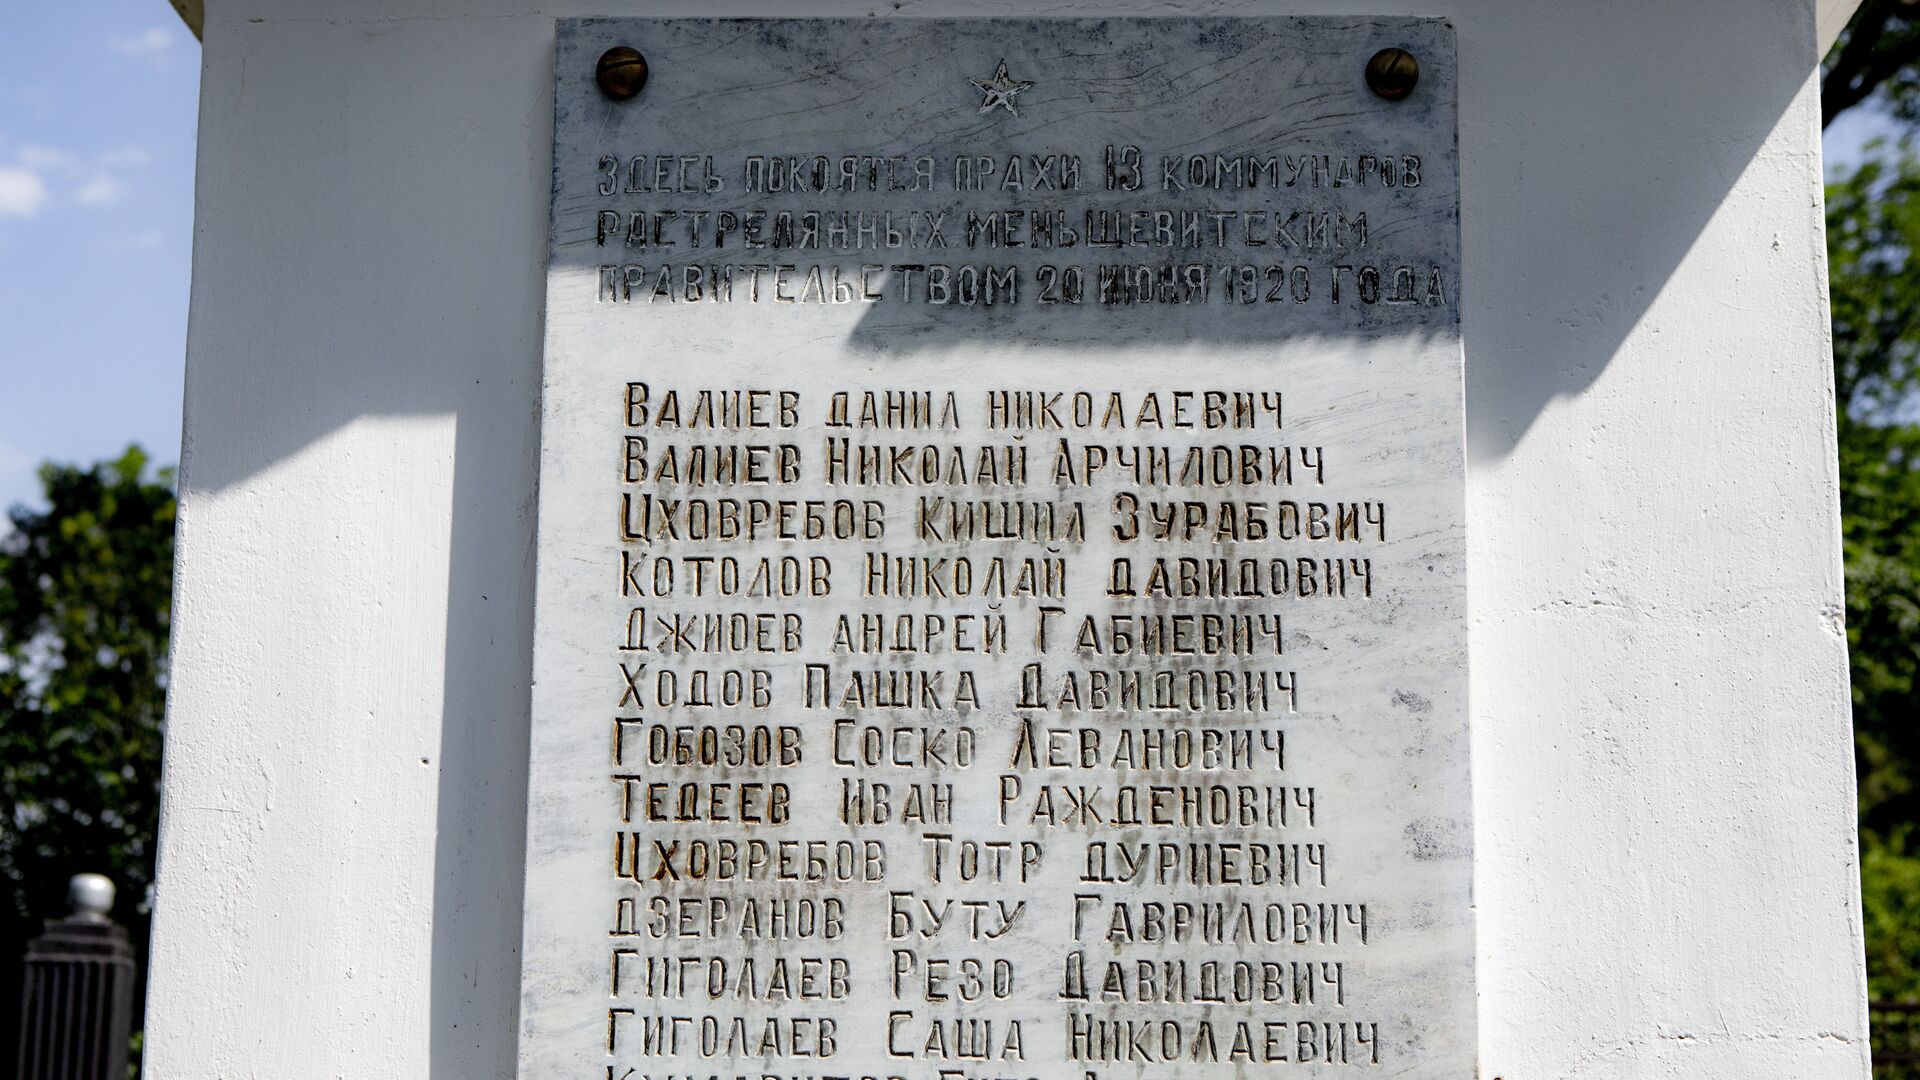 ЗДЕСЬ ПОКОЯТСЯ ПРАХИ 13 КОММУНАРОВ
РАСТРЕЛЯННЫХ МЕНЬШЕВИТСКИМ
ПРАВИТЕЛЬСТВОМ 20 ИЮНЯ 1920 ГОДА
ВАЛИЕВ ДАНИЛ НИКОЛАЕВИЧ
ВАЛИЕВ НИКОЛАЙ АРЧИЛОВИЧ
ЦХОВРЕБОВ КИШИЛ ЗУРАБОВИЧ
КОТОЛОВ НИКОЛАЙ ДАВИДОВИЧ
ДЖИОЕВ АНДРЕЙ ГАБИЕВИЧ
ХОДОВ ПАШКА ДАВИДОВИЧ
ГОБОЗОВ СОСКО ЛЕВАНОВИЧ
ТЕДЕЕВ ИВАН РАЖДЕНОВИЧ
ЦХОВРЕБОВ ТОТР ДУРИЕВИЧ
ДЗЕРАНОВ БУТУ ГАВРИЛОВИЧ
ГИГОЛАЕВ РЕЗО ДАВИДОВИЧ
ГИГОЛАЕВ САША НИКОЛАЕВИЧ